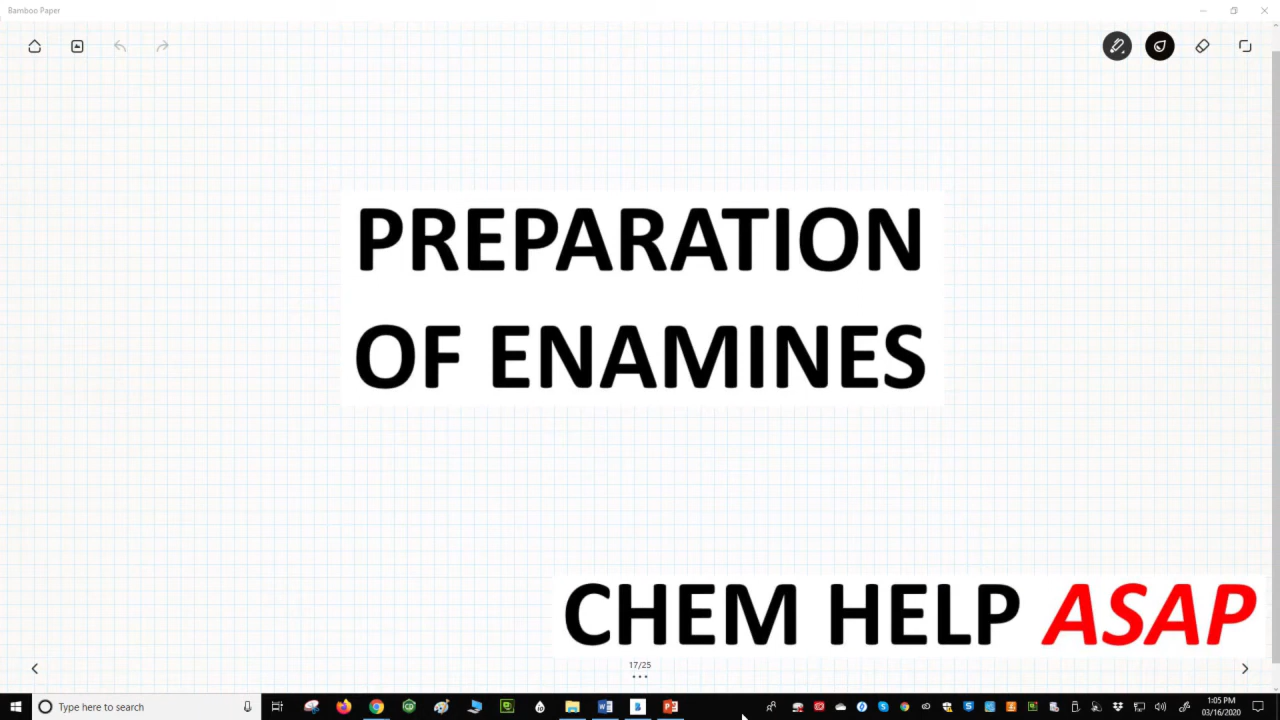 Bamboo Paper
PREPARATION
OF ENAMINES
CHEM HELP ASAP
17/25
Type here to search
1:05 PM
03/16/2020